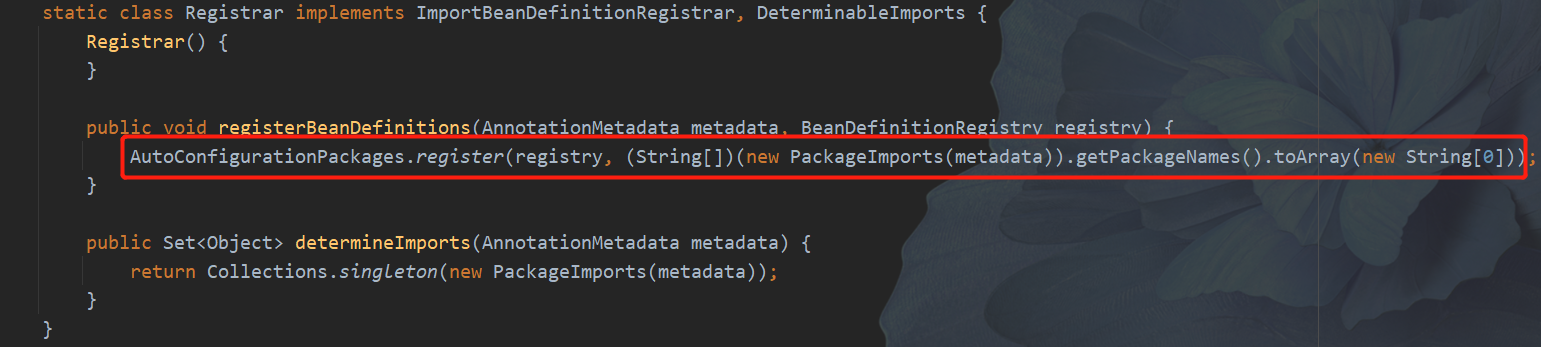 static class Registrar implements ImportBeanDefinitionRegistrar, DeterminableImports {
Registrar() {
}
public void registerBeanDefinitions(AnnotationMetadata metadata, BeanDefinitionRegistry registry) {
AutoConfigurationPackages.register(registry, (String[])(new PackageImports(metadata)).getPackageNames().toArray(new String[0]));
}
public Set<Object> determineImports(AnnotationMetadata metadata) {
return Collections.singleton(new PackageImports(metadata));
}
}